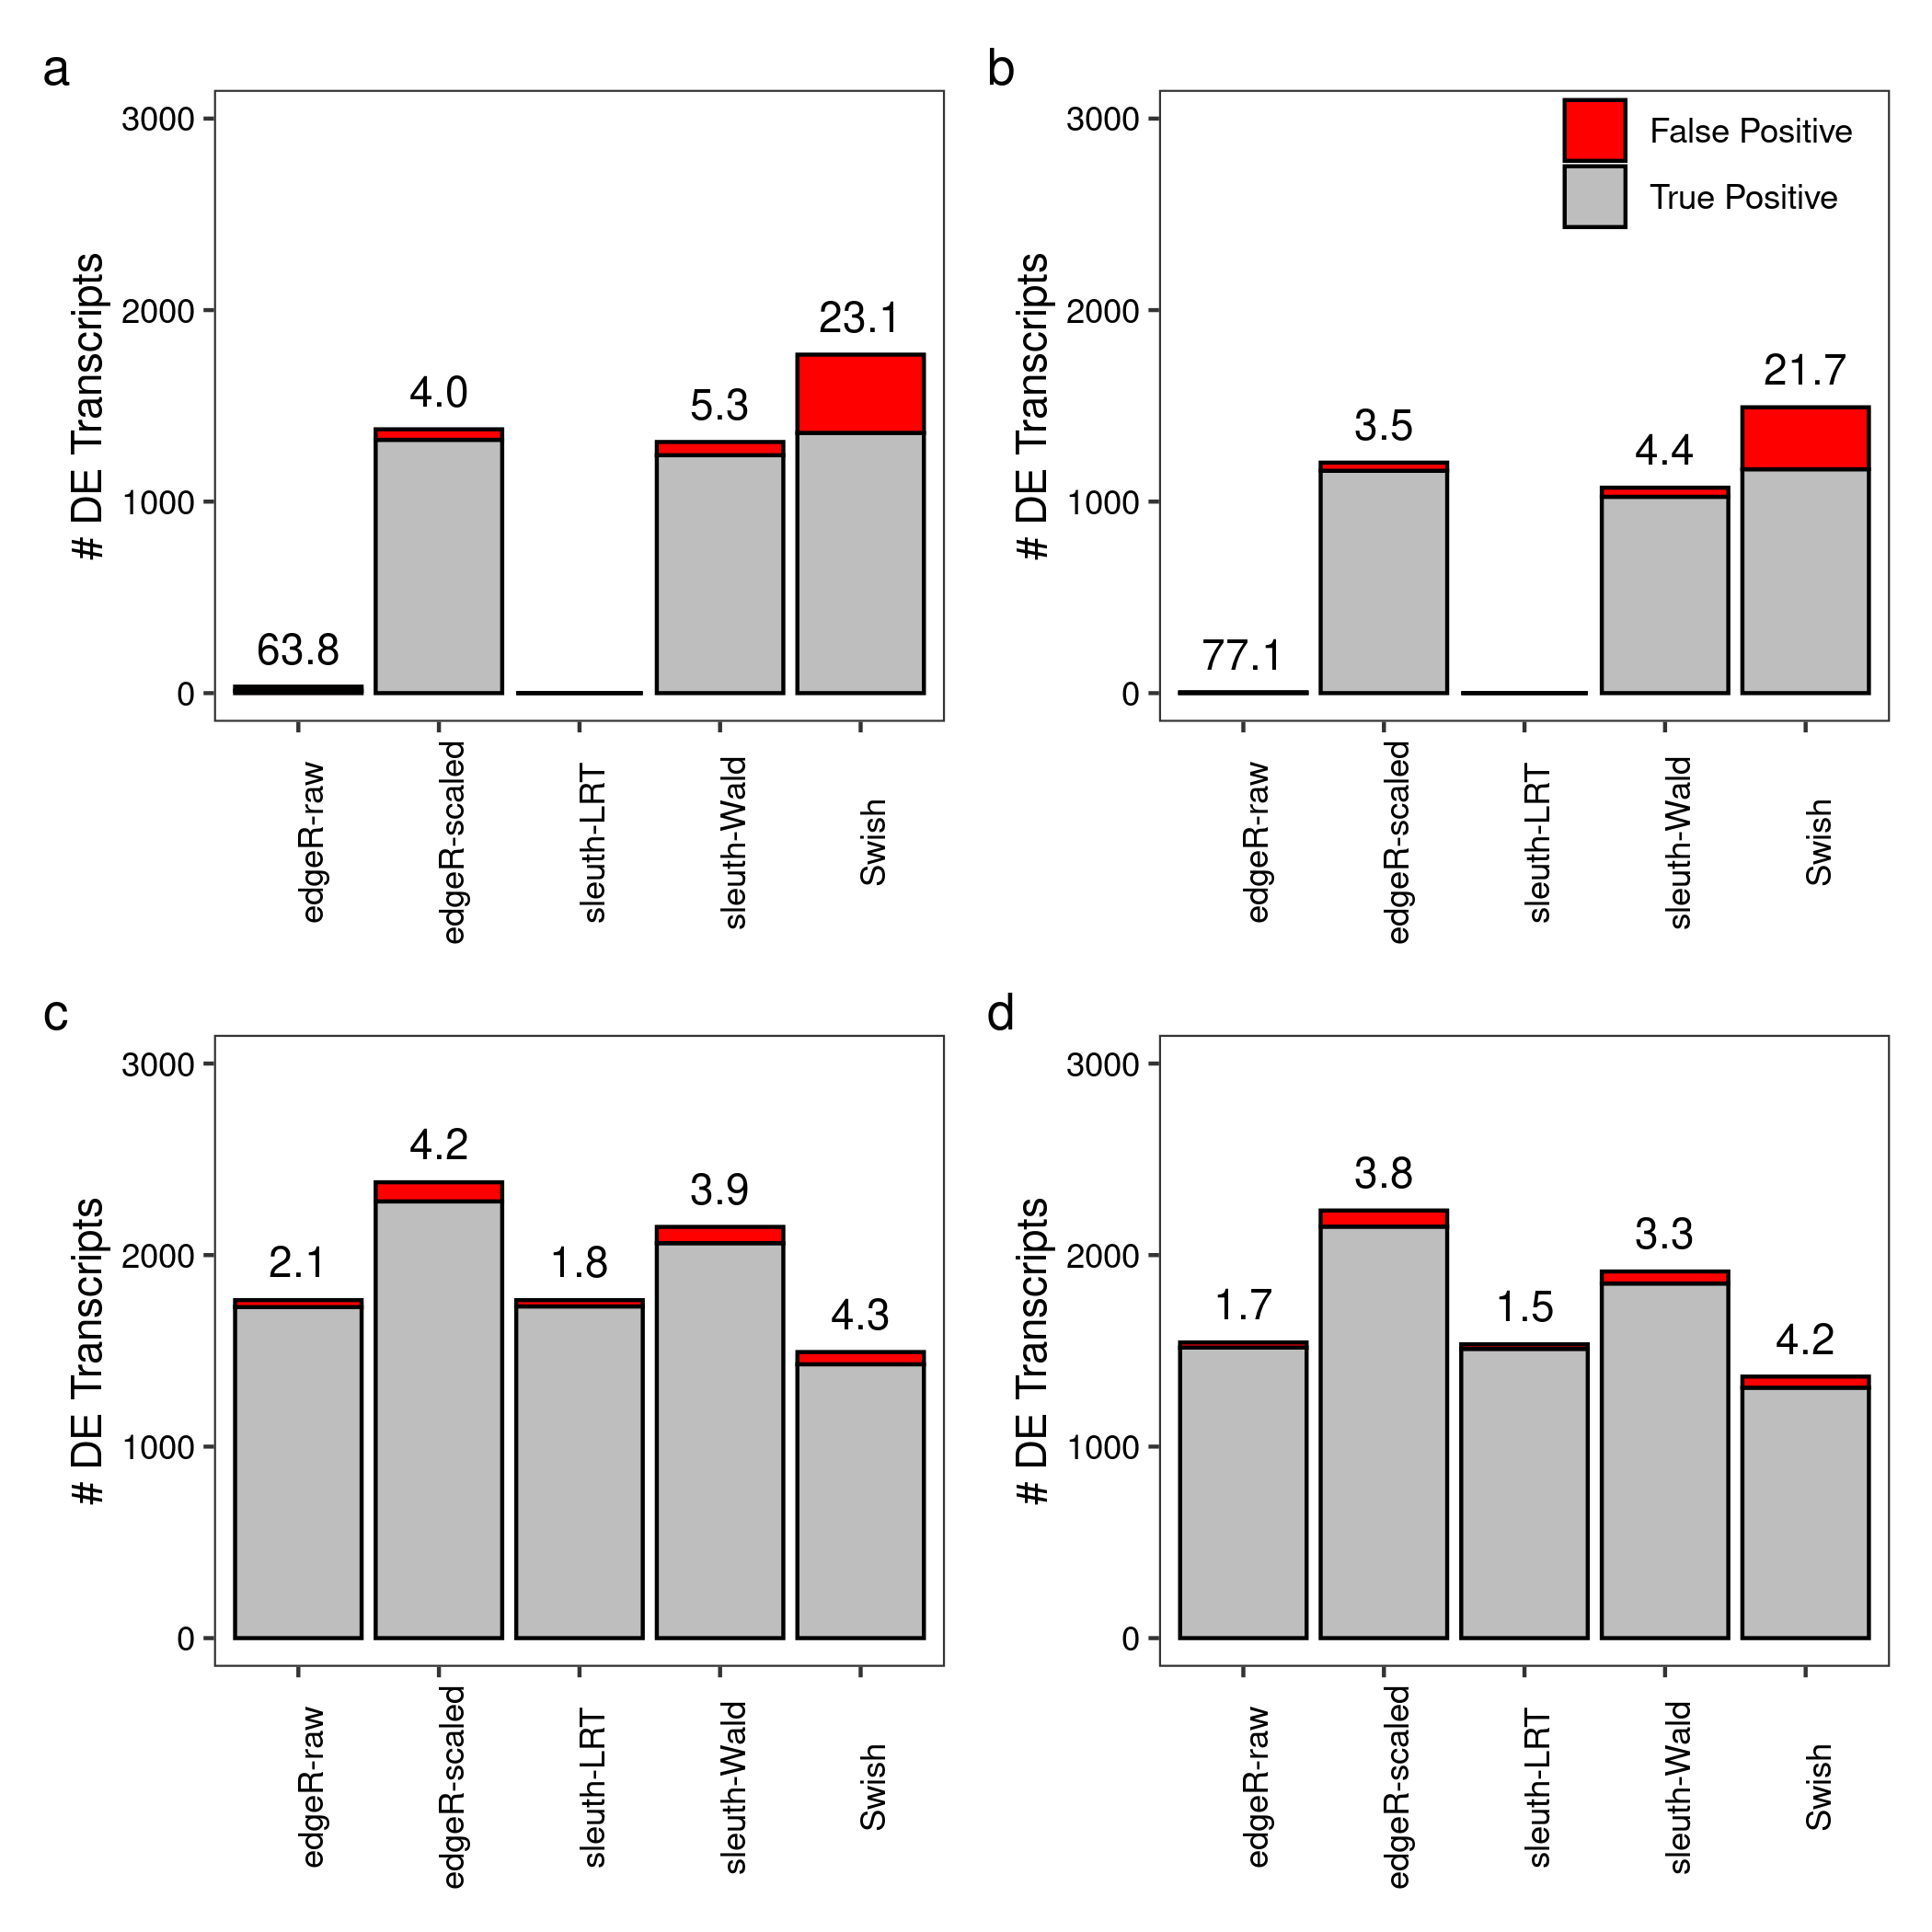 a
3000
2000
1000
0
# DE Transcripts
63.8
4.0
5.3
23.1
edgeR-raw
edgeR-scaled
sleuth-LRT
sleuth-Wald
Swish
b
3000
2000
1000
0
# DE Transcripts
False Positive
True Positive
77.1
3.5
4.4
21.7
edgeR-raw
edgeR-scaled
sleuth-LRT
sleuth-Wald
Swish
c
3000
2000
1000
0
# DE Transcripts
2.1
4.2
1.8
3.9
4.3
edgeR-raw
edgeR-scaled
sleuth-LRT
sleuth-Wald
Swish
d
3000
2000
1000
0
# DE Transcripts
1.7
3.8
1.5
3.3
4.2
edgeR-raw
edgeR-scaled
sleuth-LRT
sleuth-Wald
Swish